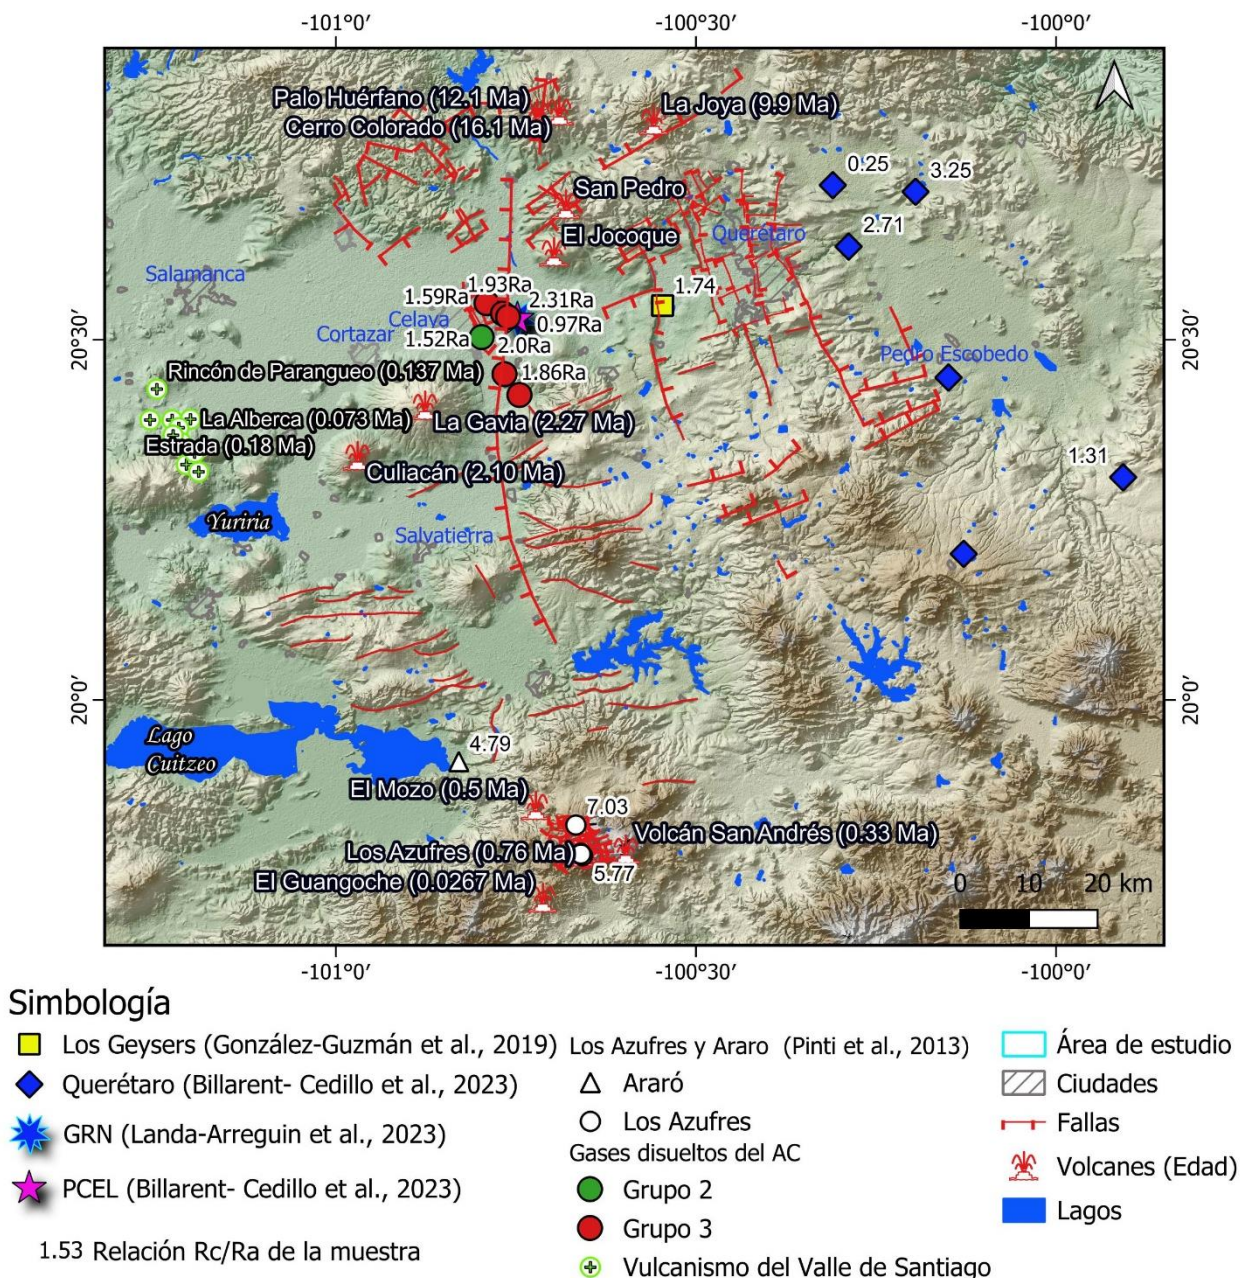 -101°0′
-100°30′
-100°0′
Palo Huérfano (12.1 Ma)
La Joya (9.9 Ma)
Cerro Colorado (16.1 Ma)
0.25
3.25
San Pedro
El Jocoque
Querétaro
2.71
Salamanca
1.93Ra
1.59Ra
2.31Ra
1.74
Celaya
0.97Ra
Cortazar
1.52Ra
2.0Ra
20°30′
20°30′
Pedro Escobedo
Rincón de Parangueo (0.137 Ma)
1.86Ra
La Alberca (0.073 Ma)
La Gavia (2.27 Ma)
Estrada (0.18 Ma)
1.31
Culiacán (2.10 Ma)
Yuriria
Salvatierra
20°0′
20°0′
Lago
Cuitzeo
4.79
El Mozo (0.5 Ma)
7.03
Volcán San Andrés (0.33 Ma)
Los Azufres (0.76 Ma)
5.77
El Guangoche (0.0267 Ma)
0 10 20 km
-101°0′
-100°30′
-100°0′
Simbología
Los Geysers (González-Guzmán et al., 2019)
Querétaro (Billarent- Cedillo et al., 2023)
GRN (Landa-Arreguin et al., 2023)
PCEL (Billarent- Cedillo et al., 2023)
1.53 Relación Rc/Ra de la muestra
Los Azufres y Araro (Pinti et al., 2013)
Araró
Los Azufres
Gases disueltos del AC
Grupo 2
Grupo 3
Vulcanismo del Valle de Santiago
Área de estudio
Ciudades
Fallas
Volcanes (Edad)
Lagos